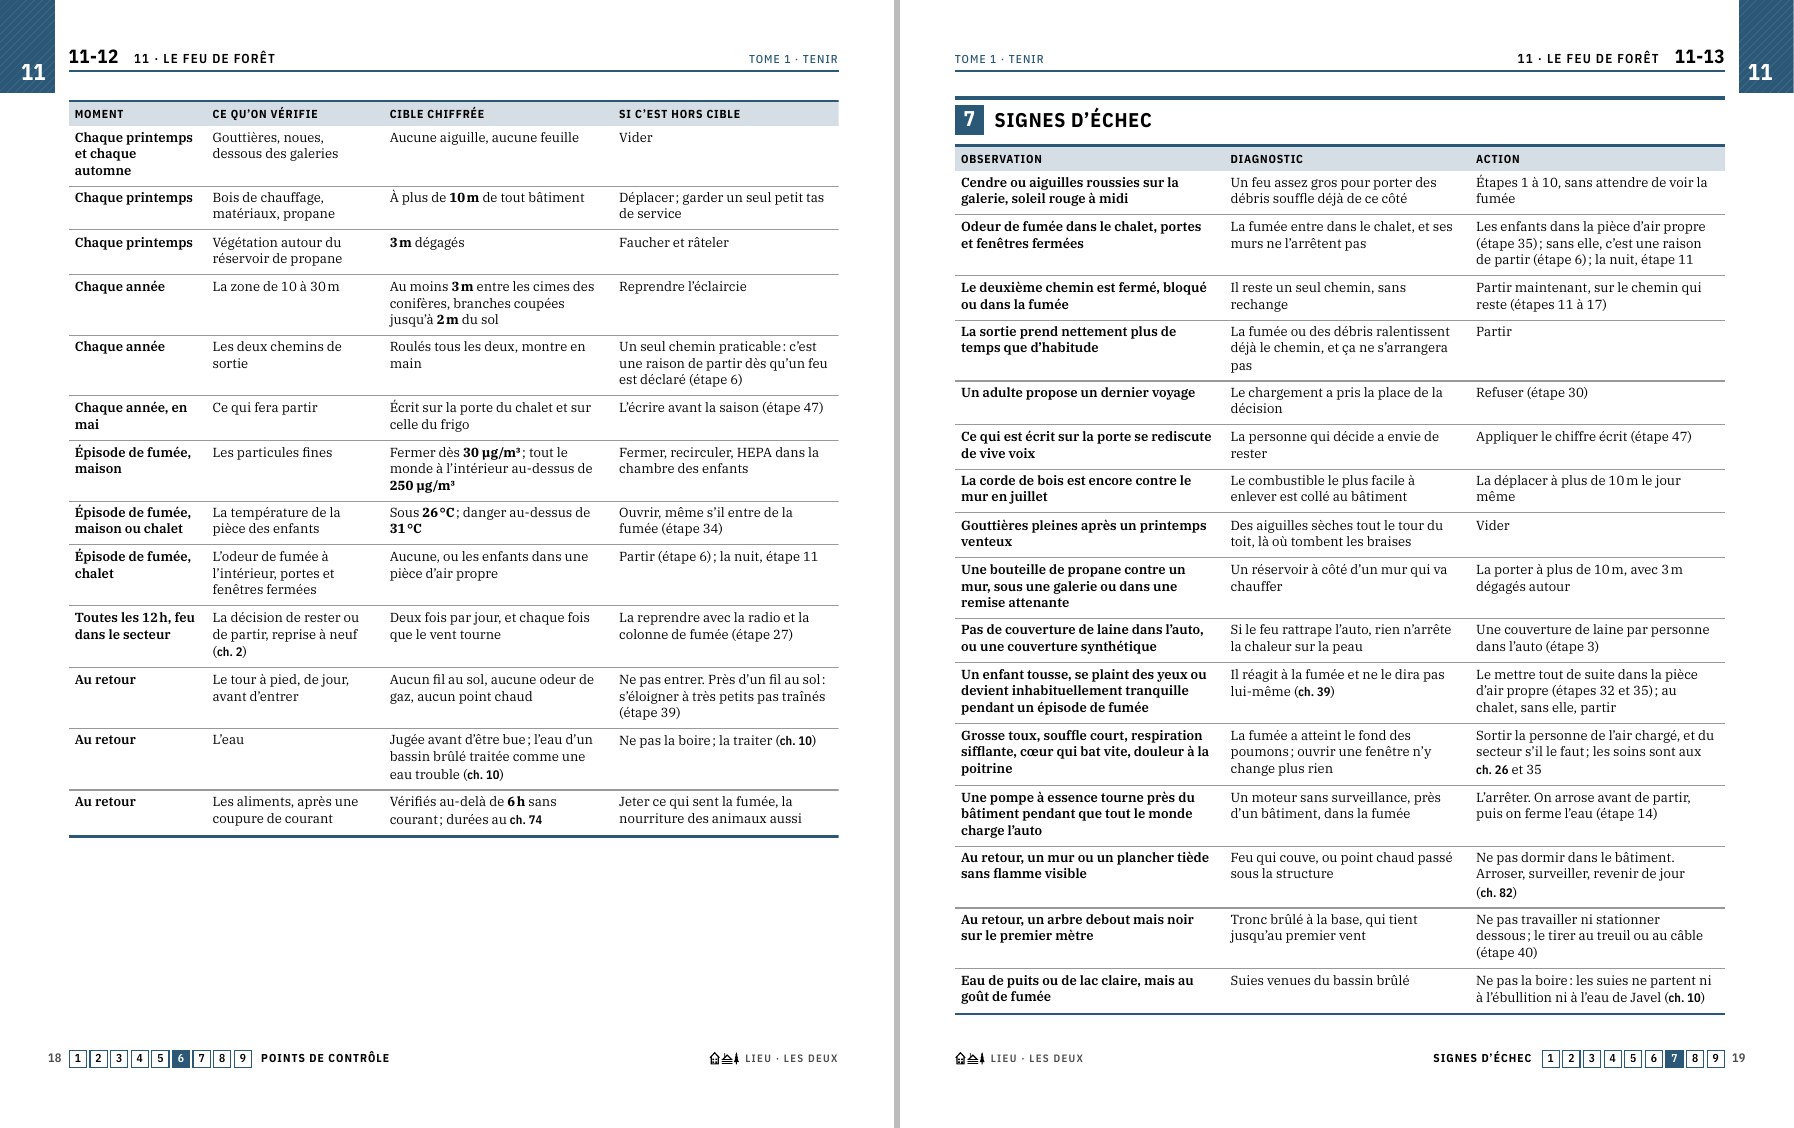 11
11-12 11 · LE FEU DE FORÊT TOME 1 · TENIR
MOMENT CE QU’ON VÉRIFIE CIBLE CHIFFRÉE SI C’EST HORS CIBLE
Chaque printemps Gouttières, noues, Aucune aiguille, aucune feuille Vider
et chaque dessous des galeries
automne
Chaque printemps Bois de chauffage, À plus de 10 m de tout bâtiment Déplacer ; garder un seul petit tas
matériaux, propane de service
Chaque printemps Végétation autour du 3 m dégagés Faucher et râteler
réservoir de propane
Chaque année La zone de 10 à 30 m Au moins 3 m entre les cimes des Reprendre l’éclaircie
conifères, branches coupées
jusqu’à 2 m du sol
Chaque année Les deux chemins de Roulés tous les deux, montre en Un seul chemin praticable : c’est
sortie main une raison de partir dès qu’un feu
est déclaré (étape 6)
Chaque année, en Ce qui fera partir Écrit sur la porte du chalet et sur L’écrire avant la saison (étape 47)
mai celle du frigo
Épisode de fumée, Les particules fines Fermer dès 30 µg/m³ ; tout le Fermer, recirculer, HEPA dans la
maison monde à l’intérieur au-dessus de chambre des enfants
250 µg/m³
Épisode de fumée, La température de la Sous 26 °C ; danger au-dessus de Ouvrir, même s’il entre de la
maison ou chalet pièce des enfants 31 °C fumée (étape 34)
Épisode de fumée, L’odeur de fumée à Aucune, ou les enfants dans une Partir (étape 6) ; la nuit, étape 11
chalet l’intérieur, portes et pièce d’air propre
fenêtres fermées
Toutes les 12 h, feu La décision de rester ou Deux fois par jour, et chaque fois La reprendre avec la radio et la
dans le secteur de partir, reprise à neuf que le vent tourne colonne de fumée (étape 27)
(ch. 2)
Au retour Le tour à pied, de jour, Aucun fil au sol, aucune odeur de Ne pas entrer. Près d’un fil au sol :
avant d’entrer gaz, aucun point chaud s’éloigner à très petits pas traînés
(étape 39)
Au retour L’eau Jugée avant d’être bue ; l’eau d’un Ne pas la boire ; la traiter (ch. 10)
bassin brûlé traitée comme une
eau trouble (ch. 10)
Au retour Les aliments, après une Vérifiés au-delà de 6 h sans Jeter ce qui sent la fumée, la
coupure de courant courant ; durées au ch. 74 nourriture des animaux aussi
18 1 2 3 4 5 6 7 8 9 POINTS DE CONTRÔLE LIEU · LES DEUX
TOME 1 · TENIR 11 · LE FEU DE FORÊT 11-13
11
7 SIGNES D’ÉCHEC
OBSERVATION DIAGNOSTIC ACTION
Cendre ou aiguilles roussies sur la Un feu assez gros pour porter des Étapes 1 à 10, sans attendre de voir la
galerie, soleil rouge à midi débris souffle déjà de ce côté fumée
Odeur de fumée dans le chalet, portes La fumée entre dans le chalet, et ses Les enfants dans la pièce d’air propre
et fenêtres fermées murs ne l’arrêtent pas (étape 35) ; sans elle, c’est une raison
de partir (étape 6) ; la nuit, étape 11
Le deuxième chemin est fermé, bloqué Il reste un seul chemin, sans Partir maintenant, sur le chemin qui
ou dans la fumée rechange reste (étapes 11 à 17)
La sortie prend nettement plus de La fumée ou des débris ralentissent Partir
temps que d’habitude déjà le chemin, et ça ne s’arrangera
pas
Un adulte propose un dernier voyage Le chargement a pris la place de la Refuser (étape 30)
décision
Ce qui est écrit sur la porte se rediscute La personne qui décide a envie de Appliquer le chiffre écrit (étape 47)
de vive voix rester
La corde de bois est encore contre le Le combustible le plus facile à La déplacer à plus de 10 m le jour
mur en juillet enlever est collé au bâtiment même
Gouttières pleines après un printemps Des aiguilles sèches tout le tour du Vider
venteux toit, là où tombent les braises
Une bouteille de propane contre un Un réservoir à côté d’un mur qui va La porter à plus de 10 m, avec 3 m
mur, sous une galerie ou dans une chauffer dégagés autour
remise attenante
Pas de couverture de laine dans l’auto, Si le feu rattrape l’auto, rien n’arrête Une couverture de laine par personne
ou une couverture synthétique la chaleur sur la peau dans l’auto (étape 3)
Un enfant tousse, se plaint des yeux ou Il réagit à la fumée et ne le dira pas Le mettre tout de suite dans la pièce
devient inhabituellement tranquille lui-même (ch. 39) d’air propre (étapes 32 et 35) ; au
pendant un épisode de fumée chalet, sans elle, partir
Grosse toux, souffle court, respiration La fumée a atteint le fond des Sortir la personne de l’air chargé, et du
sifflante, cœur qui bat vite, douleur à la poumons ; ouvrir une fenêtre n’y secteur s’il le faut ; les soins sont aux
poitrine change plus rien ch. 26 et 35
Une pompe à essence tourne près du Un moteur sans surveillance, près L’arrêter. On arrose avant de partir,
bâtiment pendant que tout le monde d’un bâtiment, dans la fumée puis on ferme l’eau (étape 14)
charge l’auto
Au retour, un mur ou un plancher tiède Feu qui couve, ou point chaud passé Ne pas dormir dans le bâtiment.
sans flamme visible sous la structure Arroser, surveiller, revenir de jour
(ch. 82)
Au retour, un arbre debout mais noir Tronc brûlé à la base, qui tient Ne pas travailler ni stationner
sur le premier mètre jusqu’au premier vent dessous ; le tirer au treuil ou au câble
(étape 40)
Eau de puits ou de lac claire, mais au Suies venues du bassin brûlé Ne pas la boire : les suies ne partent ni
goût de fumée à l’ébullition ni à l’eau de Javel (ch. 10)
LIEU · LES DEUX SIGNES D’ÉCHEC 1 2 3 4 5 6 7 8 9 19